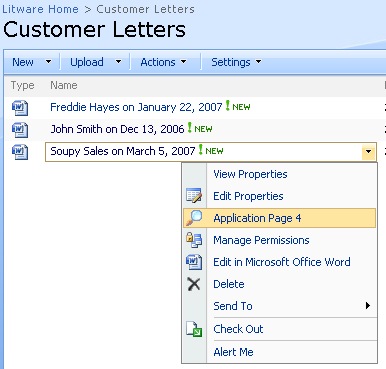 Litware Home > Customer Letters
Customer Letters
New Upload Actions Settings
Type Name
Freddie Hayes on January 22, 2007 ! NEW
John Smith on Dec 13, 2006 ! NEW
Soupy Sales on March 5, 2007 ! NEW
View Properties
Edit Properties
Application Page 4
Manage Permissions
Edit in Microsoft Office Word
Delete
Send To
Check Out
Alert Me